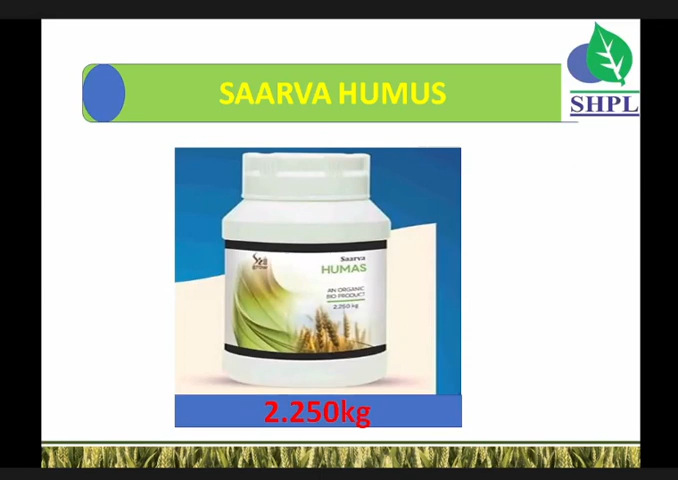 SAARVA HUMUS
SHPL
Saarva
HUMAS
AN ORGANIC
BIO PRODUCT
2.250 kg
2.250kg